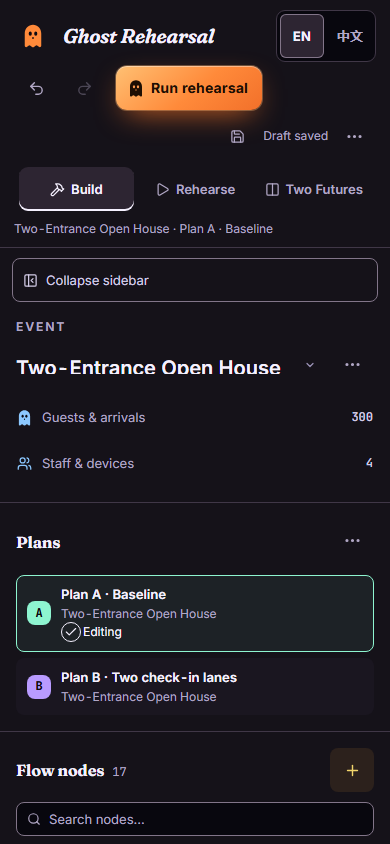 Ghost Rehearsal
EN
中文
Run rehearsal
Draft saved
Build
Rehearse
Two Futures
Two-Entrance Open House · Plan A · Baseline
Collapse sidebar
EVENT
Two-Entrance Open House
Guests & arrivals
300
Staff & devices
4
Plans
A
Plan A · Baseline
Two-Entrance Open House
Editing
B
Plan B · Two check-in lanes
Two-Entrance Open House
Flow nodes 17
Search nodes...